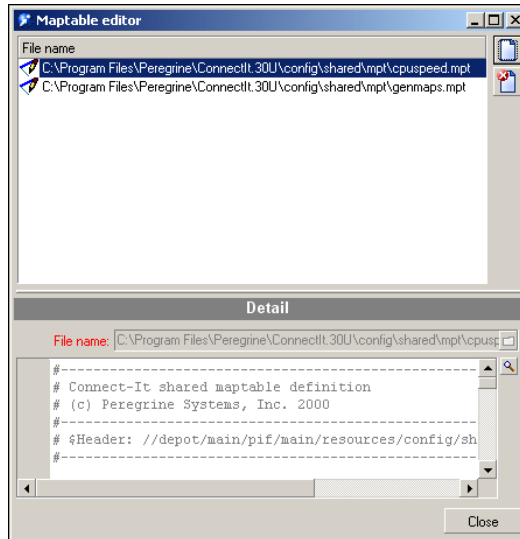 Maptable editor
File name
C:\Program Files\Peregrine\ConnectIt.30U\config\shared\mpt\cpuspeed.mpt
C:\Program Files\Peregrine\ConnectIt.30U\config\shared\mpt\genmaps.mpt
Detail
File name: C:\Program Files\Peregrine\ConnectIt.30U\config\shared\mpt\cpusp
#-------------------------------------------------
# Connect-It shared maptable definition
# (c) Peregrine Systems, Inc. 2000
#-------------------------------------------------
# $Header: //depot/main/pif/main/resources/config/sh
#-------------------------------------------------
Close